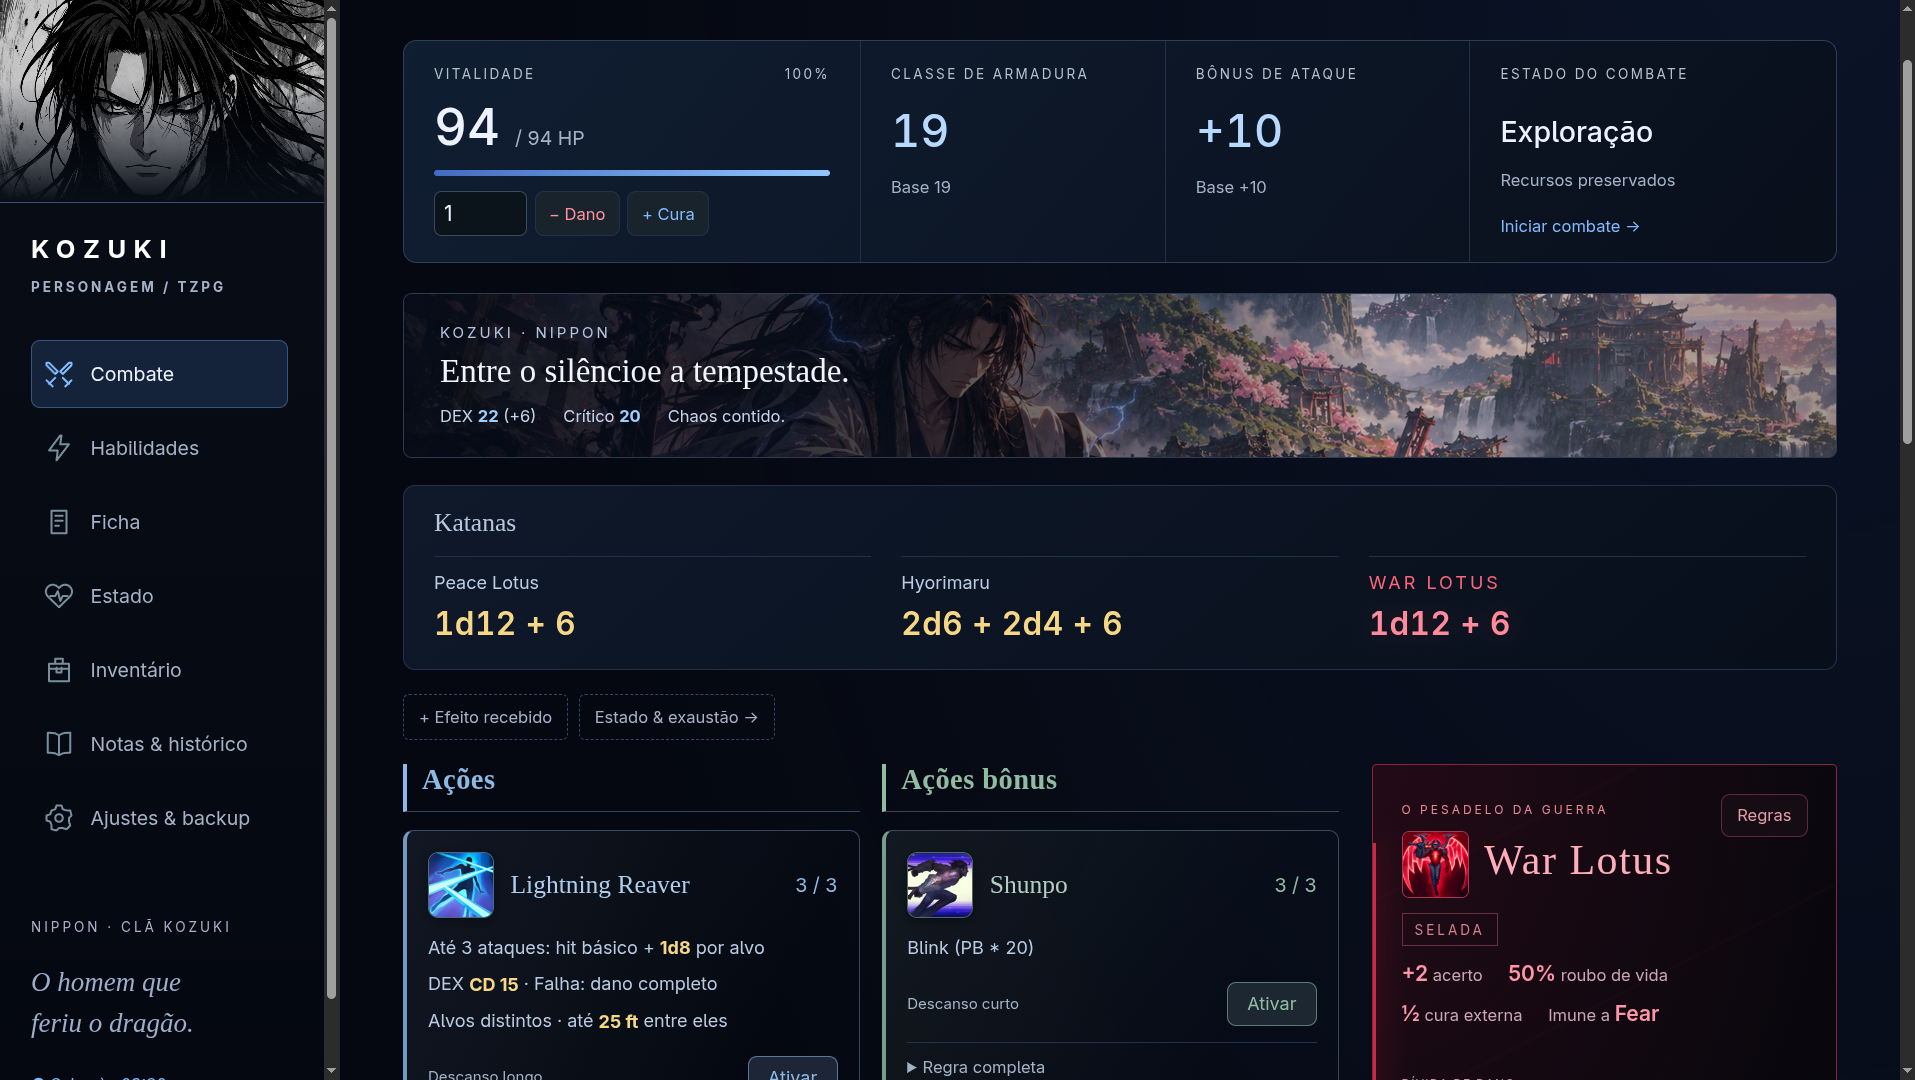 KOZUKI
PERSONAGEM / TZPG
Combate
Habilidades
Ficha
Estado
Inventário
Notas & histórico
Ajustes & backup
NIPPON · CLÃ KOZUKI
O homem que
feriu o dragão.
VITALIDADE 100%
94 / 94 HP
1 − Dano + Cura
CLASSE DE ARMADURA
19
Base 19
BÔNUS DE ATAQUE
+10
Base +10
ESTADO DO COMBATE
Exploração
Recursos preservados
Iniciar combate →
KOZUKI · NIPPON
Entre o silêncioe a tempestade.
DEX 22 (+6) Crítico 20 Chaos contido.
Katanas
Peace Lotus
1d12 + 6
Hyorimaru
2d6 + 2d4 + 6
WAR LOTUS
1d12 + 6
+ Efeito recebido Estado & exaustão →
Ações
Lightning Reaver 3 / 3
Até 3 ataques: hit básico + 1d8 por alvo
DEX CD 15 · Falha: dano completo
Alvos distintos · até 25 ft entre eles
Descanso longo Ativar
Ações bônus
Shunpo 3 / 3
Blink (PB * 20)
Descanso curto Ativar
▶ Regra completa
O PESADELO DA GUERRA
Regras
War Lotus
SELADA
+2 acerto 50% roubo de vida
½ cura externa Imune a Fear